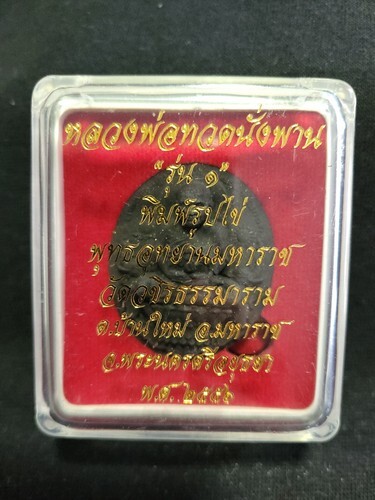 หลวงพ่อทวดนั่งพาน
"รุ่น ๑"
พิมพ์รูปไข่
พุทธอุทยานมหาราช
วัดวชิรธรรมาราม
ต.บ้านใหม่ อ.มหาราช
จ.พระนครศรีอยุธยา
พ.ศ. ๒๕๕๖